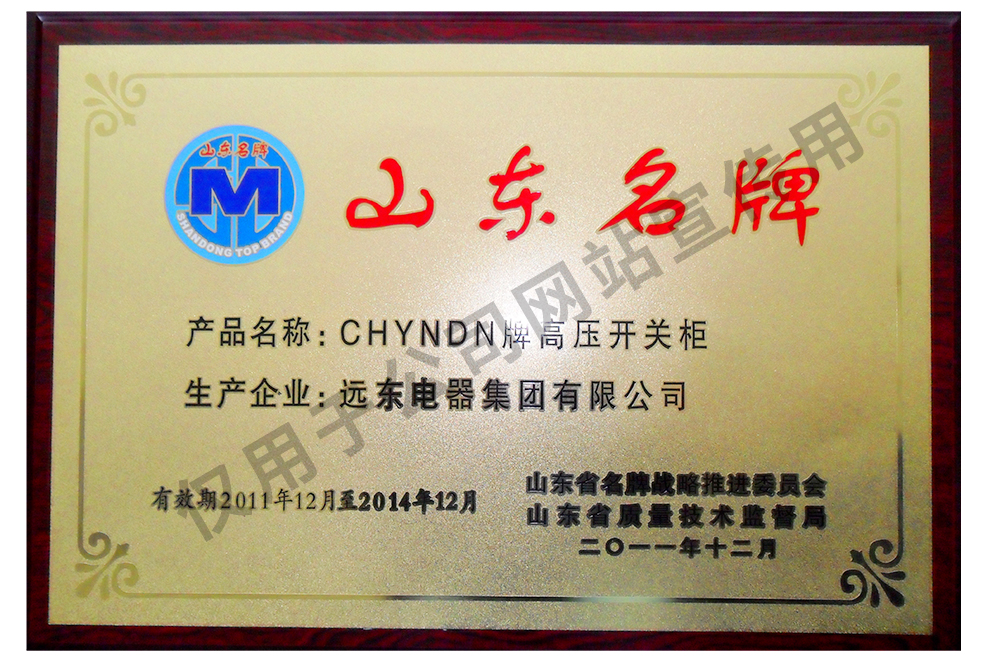 山东名牌
SHANDONG TOP BRAND
山东名牌
产品名称：CHYNDN牌高压开关柜
生产企业：远东电器集团有限公司
有效期2011年12月至2014年12月
山东省名牌战略推进委员会
山东省质量技术监督局
二〇一一年十二月
仅用于公司网站宣传用